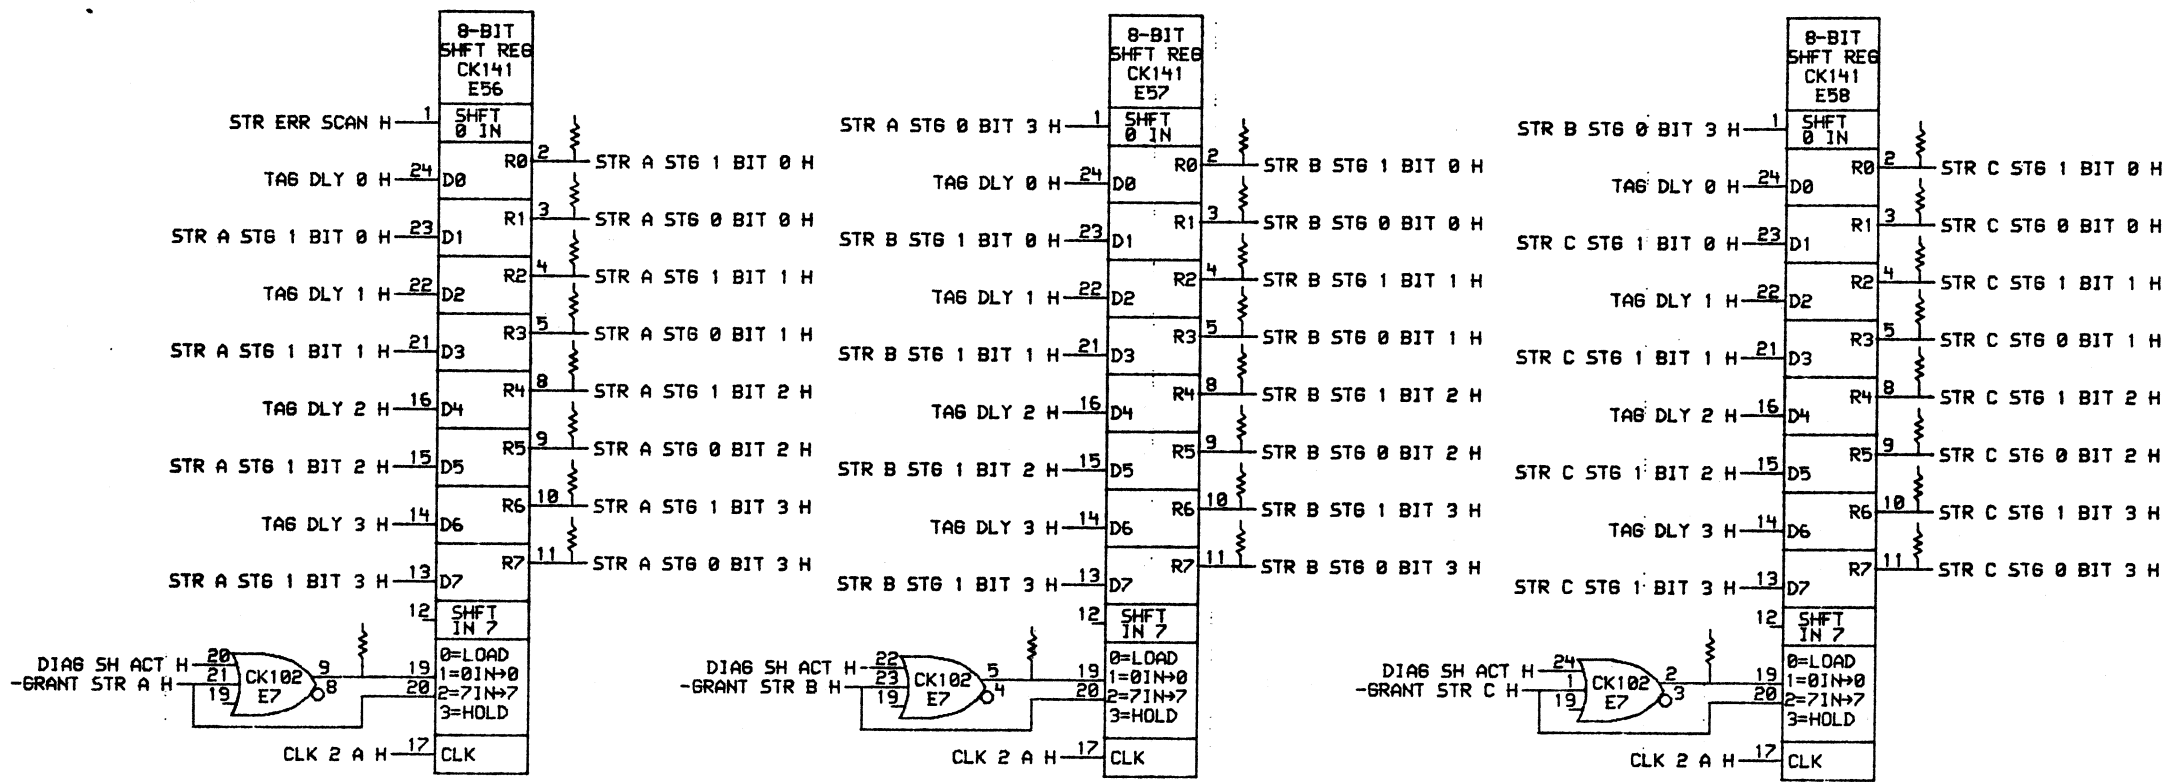 8-BIT
SHFT REG
CK141
E56
STR ERR SCAN H 1 SHFT
0 IN
R0 2 STR A STG 1 BIT 0 H
TAG DLY 0 H 24 D0
R1 3 STR A STG 0 BIT 0 H
STR A STG 1 BIT 0 H 23 D1
R2 4 STR A STG 1 BIT 1 H
TAG DLY 1 H 22 D2
R3 5 STR A STG 0 BIT 1 H
STR A STG 1 BIT 1 H 21 D3
R4 8 STR A STG 1 BIT 2 H
TAG DLY 2 H 16 D4
R5 9 STR A STG 0 BIT 2 H
STR A STG 1 BIT 2 H 15 D5
R6 10 STR A STG 1 BIT 3 H
TAG DLY 3 H 14 D6
R7 11 STR A STG 0 BIT 3 H
STR A STG 1 BIT 3 H 13 D7
12 SHFT
IN 7
DIAG SH ACT H 20
-GRANT STR A H 21
19
CK102
E7
9
8
19
20
0=LOAD
1=0IN→0
2=7IN→7
3=HOLD
CLK 2 A H 17 CLK
8-BIT
SHFT REG
CK141
E57
STR A STG 0 BIT 3 H 1 SHFT
0 IN
R0 2 STR B STG 1 BIT 0 H
TAG DLY 0 H 24 D0
R1 3 STR B STG 0 BIT 0 H
STR B STG 1 BIT 0 H 23 D1
R2 4 STR B STG 1 BIT 1 H
TAG DLY 1 H 22 D2
R3 5 STR B STG 0 BIT 1 H
STR B STG 1 BIT 1 H 21 D3
R4 8 STR B STG 1 BIT 2 H
TAG DLY 2 H 16 D4
R5 9 STR B STG 0 BIT 2 H
STR B STG 1 BIT 2 H 15 D5
R6 10 STR B STG 1 BIT 3 H
TAG DLY 3 H 14 D6
R7 11 STR B STG 0 BIT 3 H
STR B STG 1 BIT 3 H 13 D7
12 SHFT
IN 7
DIAG SH ACT H 22
-GRANT STR B H 23
19
CK102
E7
5
4
19
20
0=LOAD
1=0IN→0
2=7IN→7
3=HOLD
CLK 2 A H 17 CLK
8-BIT
SHFT REG
CK141
E58
STR B STG 0 BIT 3 H 1 SHFT
0 IN
R0 2 STR C STG 1 BIT 0 H
TAG DLY 0 H 24 D0
R1 3 STR C STG 0 BIT 0 H
STR C STG 1 BIT 0 H 23 D1
R2 4 STR C STG 1 BIT 1 H
TAG DLY 1 H 22 D2
R3 5 STR C STG 0 BIT 1 H
STR C STG 1 BIT 1 H 21 D3
R4 8 STR C STG 1 BIT 2 H
TAG DLY 2 H 16 D4
R5 9 STR C STG 0 BIT 2 H
STR C STG 1 BIT 2 H 15 D5
R6 10 STR C STG 1 BIT 3 H
TAG DLY 3 H 14 D6
R7 11 STR C STG 0 BIT 3 H
STR C STG 1 BIT 3 H 13 D7
12 SHFT
IN 7
DIAG SH ACT H 24
-GRANT STR C H 1
19
CK102
E7
2
3
19
20
0=LOAD
1=0IN→0
2=7IN→7
3=HOLD
CLK 2 A H 17 CLK